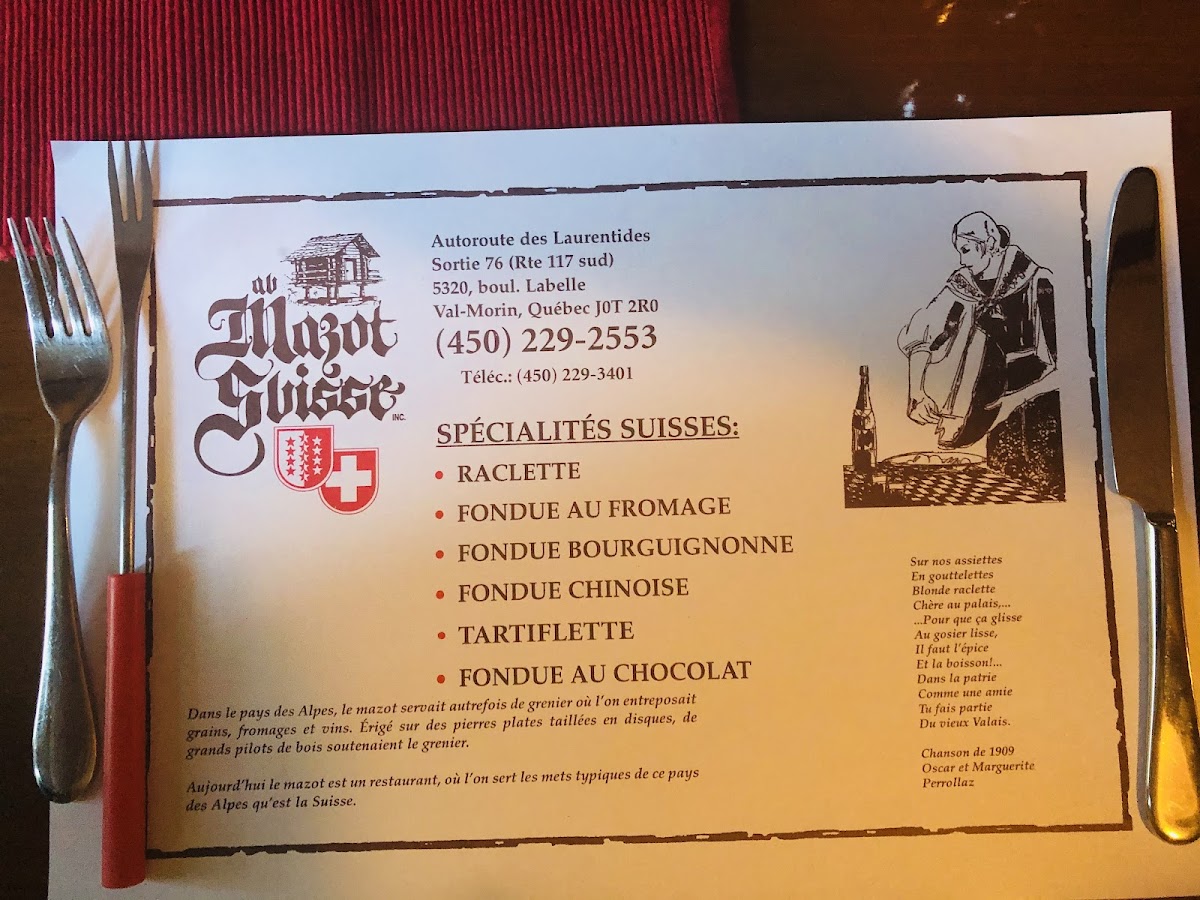 au
Mazot
Suisse
INC.
Autoroute des Laurentides
Sortie 76 (Rte 117 sud)
5320, boul. Labelle
Val-Morin, Québec J0T 2R0
(450) 229-2553
Téléc.: (450) 229-3401
SPÉCIALITÉS SUISSES:
• RACLETTE
• FONDUE AU FROMAGE
• FONDUE BOURGUIGNONNE
• FONDUE CHINOISE
• TARTIFLETTE
• FONDUE AU CHOCOLAT
Dans le pays des Alpes, le mazot servait autrefois de grenier où l'on entreposait
grains, fromages et vins. Érigé sur des pierres plates taillées en disques, de
grands pilots de bois soutenaient le grenier.
Aujourd'hui le mazot est un restaurant, où l'on sert les mets typiques de ce pays
des Alpes qu'est la Suisse.
Sur nos assiettes
En gouttelettes
Blonde raclette
Chère au palais,...
...Pour que ça glisse
Au gosier lisse,
Il faut l'épice
Et la boisson!...
Dans la patrie
Comme une amie
Tu fais partie
Du vieux Valais.
Chanson de 1909
Oscar et Marguerite
Perrollaz